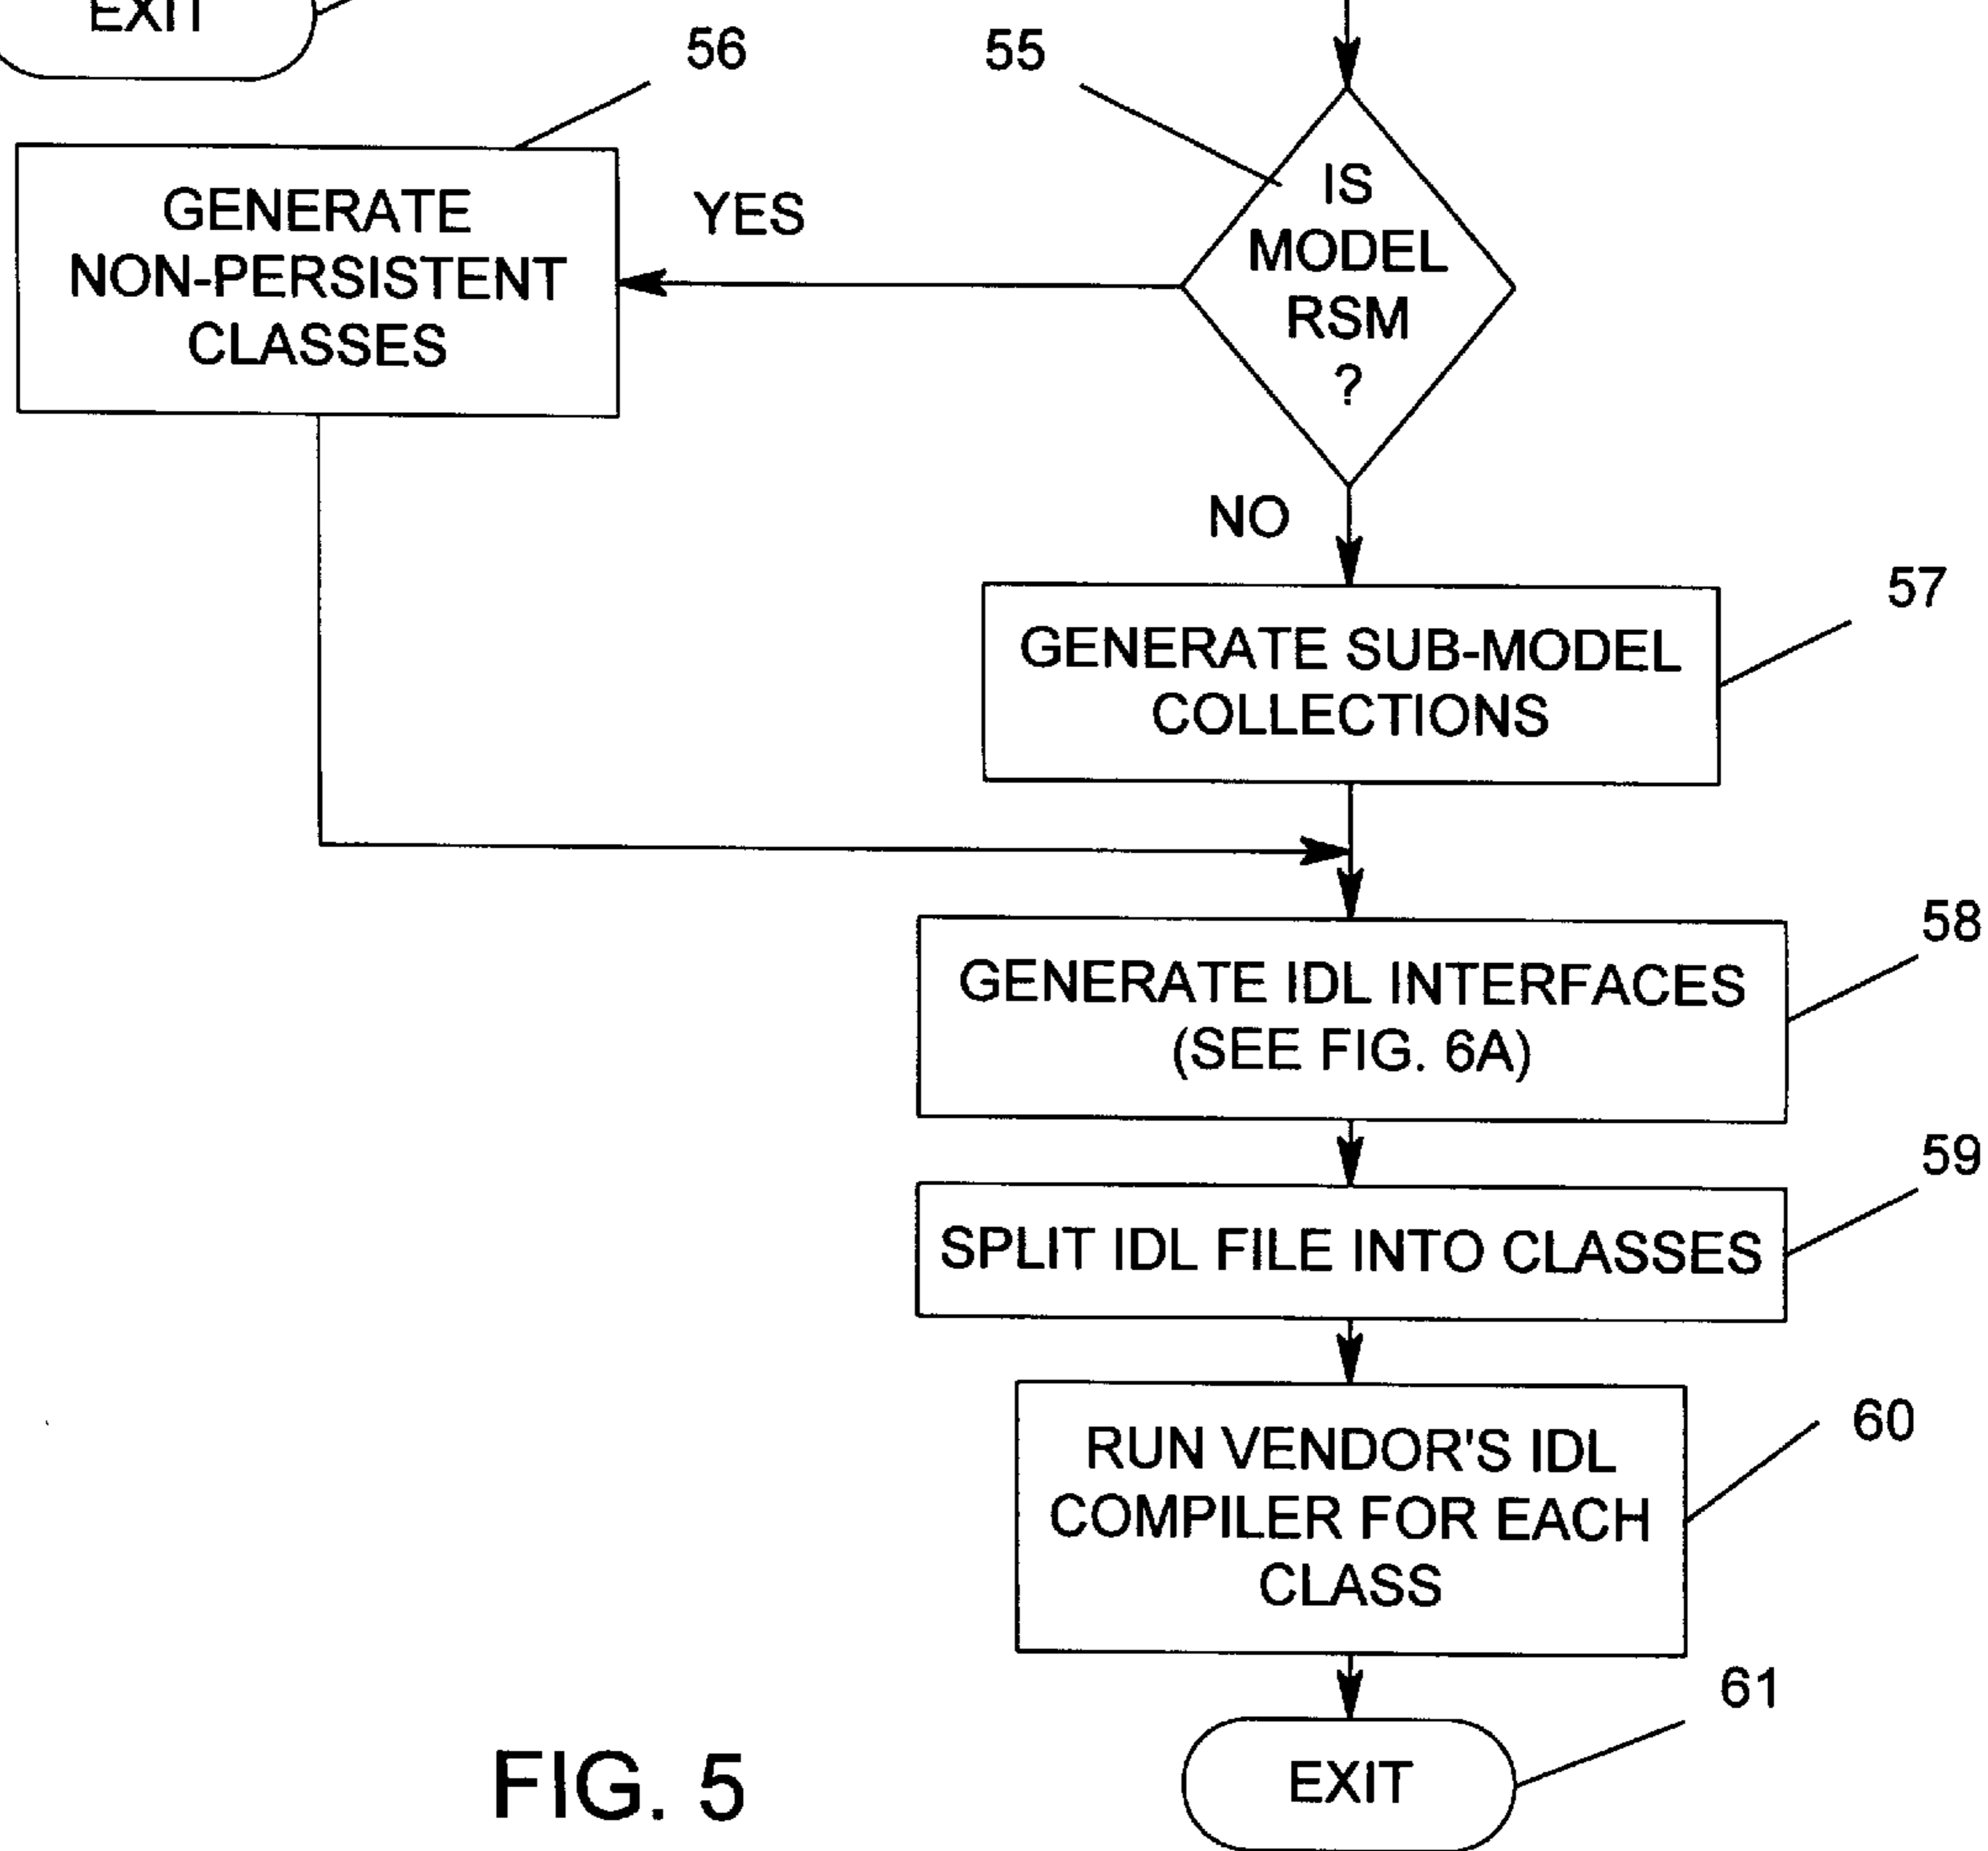 EXIT
56
55
GENERATE
NON-PERSISTENT
CLASSES
YES
IS
MODEL
RSM
?
NO
57
GENERATE SUB-MODEL
COLLECTIONS
58
GENERATE IDL INTERFACES
(SEE FIG. 6A)
59
SPLIT IDL FILE INTO CLASSES
60
RUN VENDOR'S IDL
COMPILER FOR EACH
CLASS
61
EXIT
FIG. 5